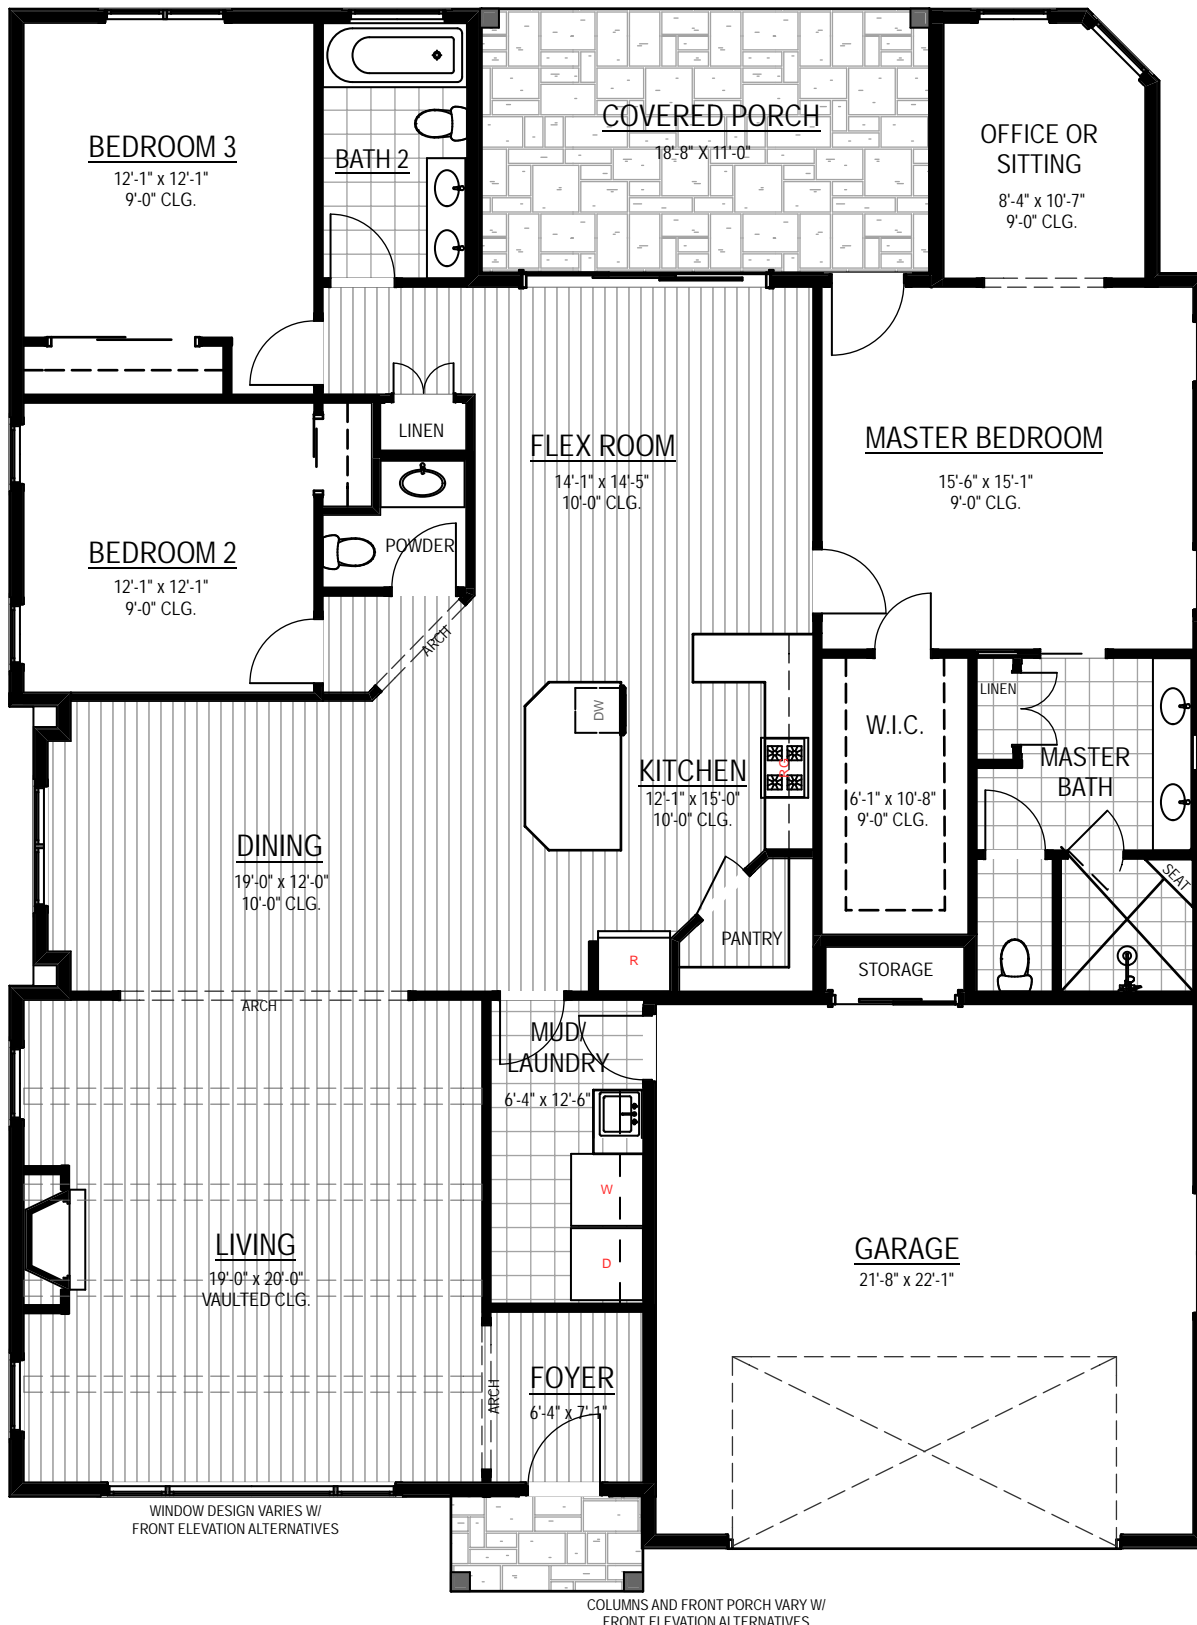 BEDROOM 3
12'-1" x 12'-1"
9'-0" CLG.
BATH 2
COVERED PORCH
18'-8" X 11'-0"
OFFICE OR
SITTING
8'-4" x 10'-7"
9'-0" CLG.
LINEN
FLEX ROOM
14'-1" x 14'-5"
10'-0" CLG.
MASTER BEDROOM
15'-6" x 15'-1"
9'-0" CLG.
BEDROOM 2
12'-1" x 12'-1"
9'-0" CLG.
POWDER
ARCH
DW
LINEN
W.I.C.
6'-1" x 10'-8"
9'-0" CLG.
MASTER
BATH
KITCHEN
12'-1" x 15'-0"
10'-0" CLG.
RG
DINING
19'-0" x 12'-0"
10'-0" CLG.
SEAT
PANTRY
R
STORAGE
ARCH
MUD/
LAUNDRY
6'-4" x 12'-6"
W
D
LIVING
19'-0" x 20'-0"
VAULTED CLG.
GARAGE
21'-8" x 22'-1"
FOYER
6'-4" x 7'-1"
ARCH
WINDOW DESIGN VARIES W/
FRONT ELEVATION ALTERNATIVES
COLUMNS AND FRONT PORCH VARY W/
FRONT ELEVATION ALTERNATIVES